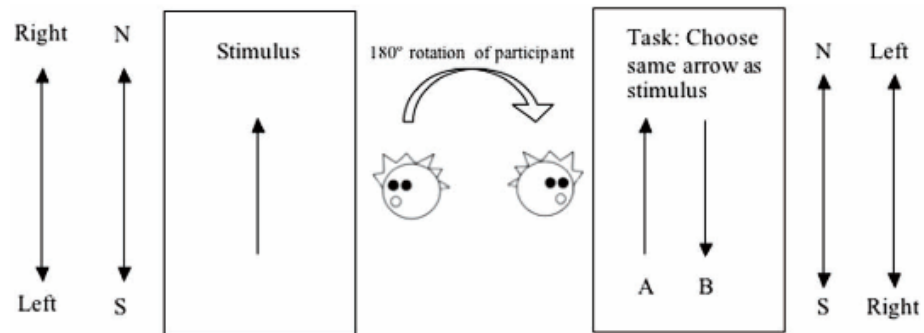 Right
N
Left
S
Stimulus
180° rotation of participant
Task: Choose
same arrow as
stimulus
A
B
N
Left
S
Right